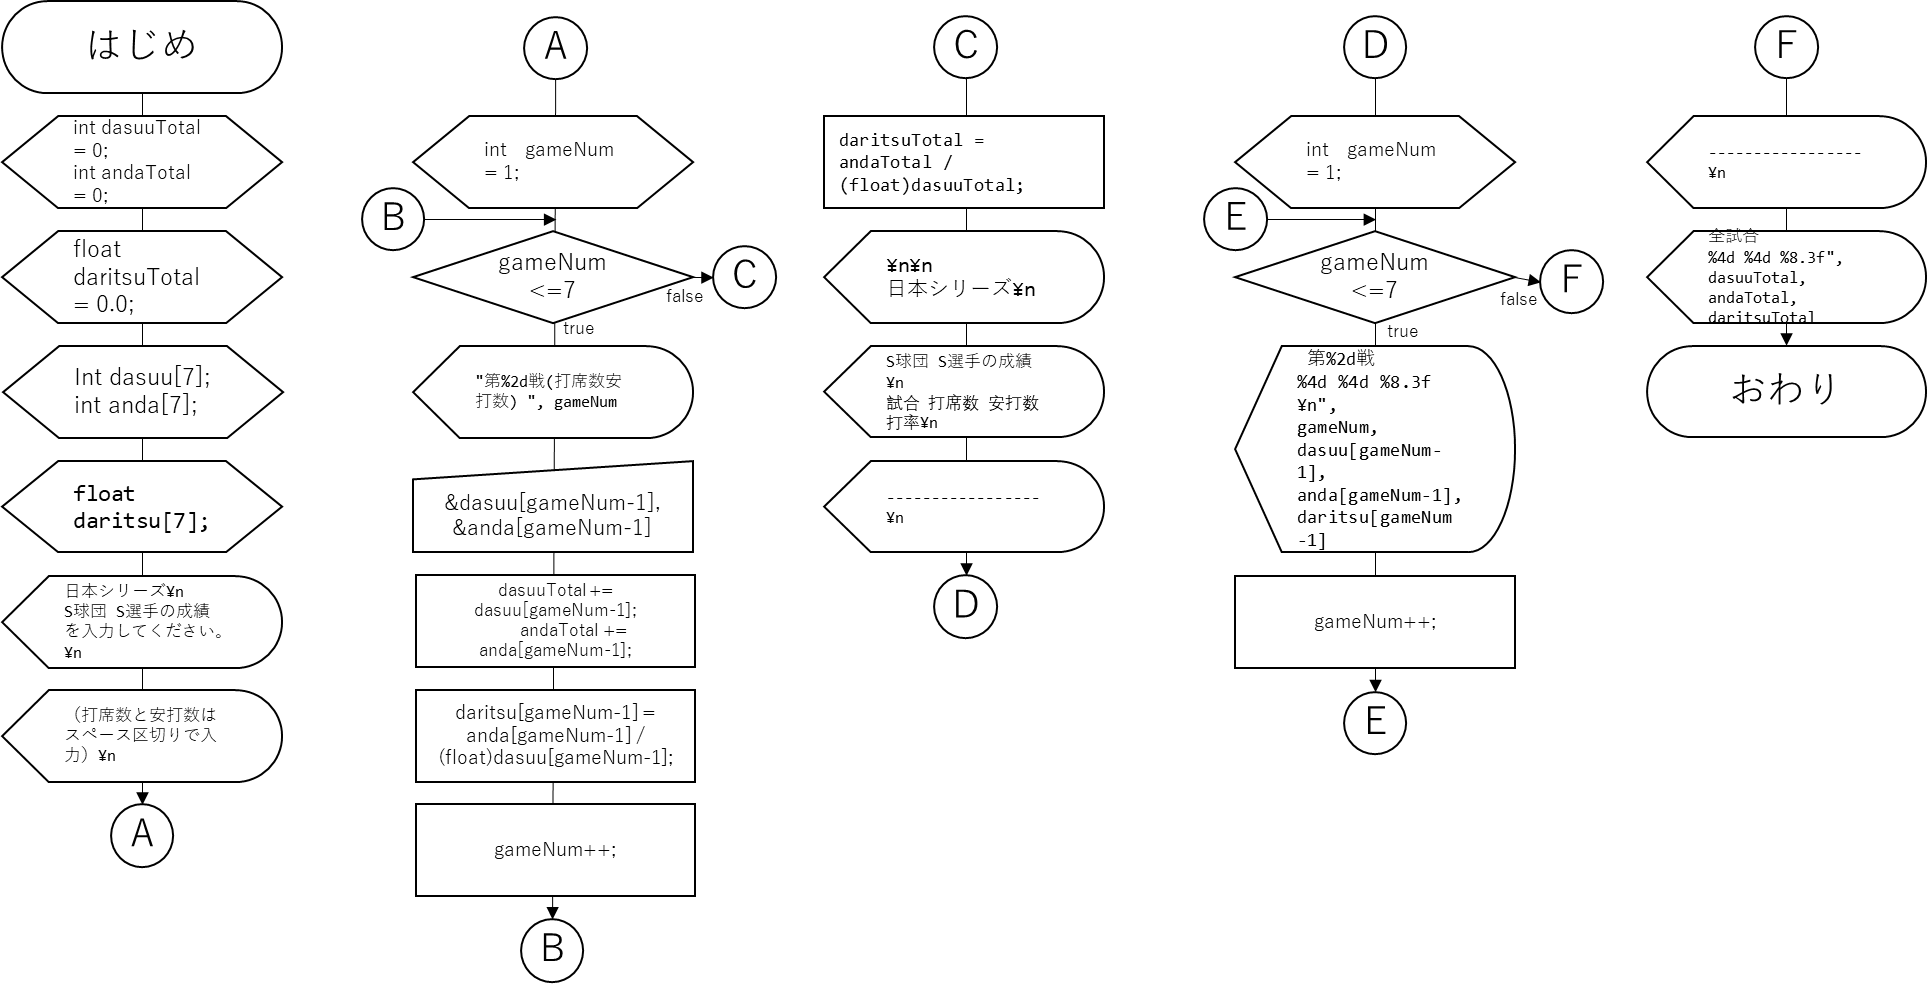 はじめ
int dasuuTotal
= 0;
int andaTotal
= 0;
float
daritsuTotal
= 0.0;
Int dasuu[7];
int anda[7];
float
daritsu[7];
日本シリーズ¥n
S球団 S選手の成績
を入力してください。
¥n
（打席数と安打数は
スペース区切りで入
力）¥n
A
A
int gameNum
= 1;
B
gameNum
<=7
false
C
true
"第%2d戦(打席数安
打数) ", gameNum
&dasuu[gameNum-1],
&anda[gameNum-1]
dasuuTotal +=
dasuu[gameNum-1];
andaTotal +=
anda[gameNum-1];
daritsu[gameNum-1] =
anda[gameNum-1] /
(float)dasuu[gameNum-1];
gameNum++;
B
C
daritsuTotal =
andaTotal /
(float)dasuuTotal;
¥n¥n
日本シリーズ¥n
S球団 S選手の成績
¥n
試合 打席数 安打数
打率¥n
-----------------
¥n
D
D
int gameNum
= 1;
E
gameNum
<=7
false
F
true
第%2d戦
%4d %4d %8.3f
¥n",
gameNum,
dasuu[gameNum-
1],
anda[gameNum-1],
daritsu[gameNum
-1]
gameNum++;
E
F
-----------------
¥n
全試合
%4d %4d %8.3f",
dasuuTotal,
andaTotal,
daritsuTotal
おわり